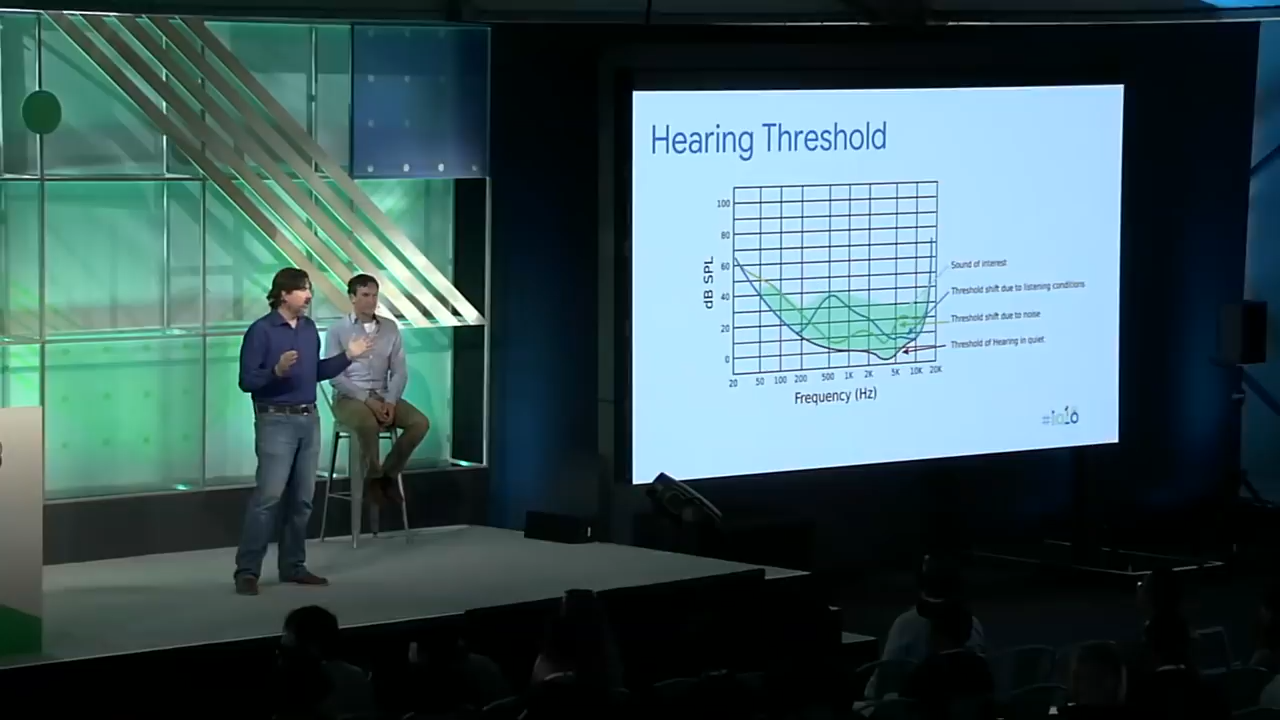 Hearing Threshold
100
80
60
40
20
0
dB SPL
20 50 100 200 500 1K 2K 5K 10K 20K
Frequency (Hz)
Sound of interest
Threshold shift due to listening conditions
Threshold shift due to noise
Threshold of Hearing in quiet
#io16